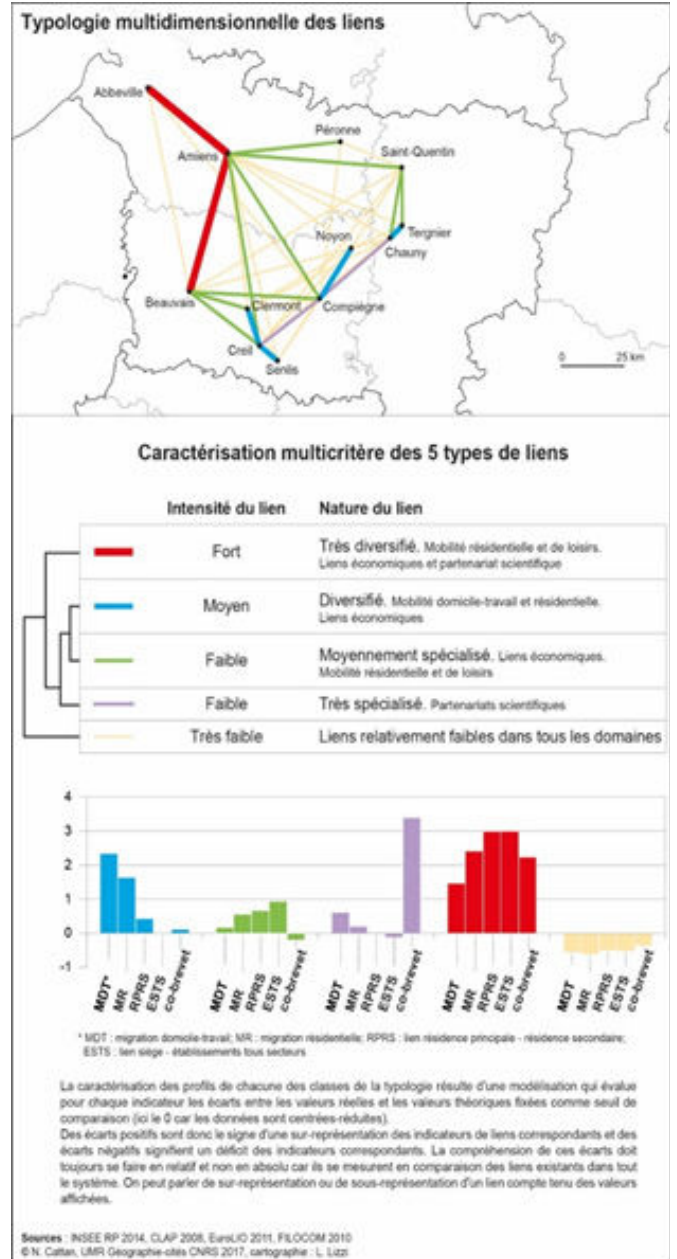 Typologie multidimensionnelle des liens
Abbeville
Péronne
Amiens
Saint-Quentin
Noyon
Tergnier
Chauny
Beauvais
Clermont
Compiègne
Creil
Senlis
0 25 km
Caractérisation multicritère des 5 types de liens
Intensité du lien Nature du lien
Fort
Très diversifié. Mobilité résidentielle et de loisirs.
Liens économiques et partenariat scientifique
Moyen
Diversifié. Mobilité domicile-travail et résidentielle.
Liens économiques
Faible
Moyennement spécialisé. Liens économiques.
Mobilité résidentielle et de loisirs
Faible
Très spécialisé. Partenariats scientifiques
Très faible
Liens relativement faibles dans tous les domaines
4
3
2
1
0
-1
MDT* MR RPRS ESTS co-brevet
MDT MR RPRS ESTS co-brevet
MDT MR RPRS ESTS co-brevet
MDT MR RPRS ESTS co-brevet
MDT MR RPRS ESTS co-brevet
* MDT : migration domicile-travail; MR : migration résidentielle; RPRS : lien résidence principale - résidence secondaire;
ESTS : lien siège - établissements tous secteurs
La caractérisation des profils de chacune des classes de la typologie résulte d'une modélisation qui évalue
pour chaque indicateur les écarts entre les valeurs réelles et les valeurs théoriques fixées comme seuil de
comparaison (ici le 0 car les données sont centrées-réduites).
Des écarts positifs sont donc le signe d'une sur-représentation des indicateurs de liens correspondants et des
écarts négatifs signifient un déficit des indicateurs correspondants. La compréhension de ces écarts doit
toujours se faire en relatif et non en absolu car ils se mesurent en comparaison des liens existants dans tout
le système. On peut parler de sur-représentation ou de sous-représentation d'un lien compte tenu des valeurs
affichées.
Sources : INSEE RP 2014, CLAP 2008, EuroLIO 2011, FILOCOM 2010
© N. Cattan, UMR Géographie-cités CNRS 2017, cartographie : L. Lizzi